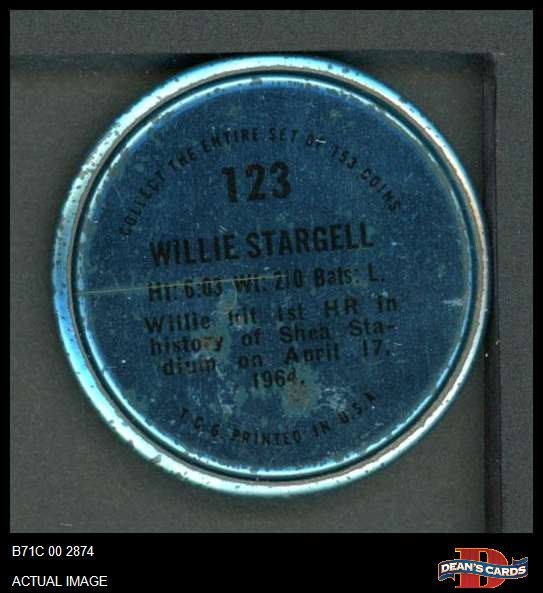 COLLECT THE ENTIRE SET OF 153 COINS
123
WILLIE STARGELL
Ht: 6:03 Wt: 210 Bats: L.
Willie hit 1st HR in
history of Shea Sta-
dium on April 17,
1964.
T.C.G. PRINTED IN U.S.A.
B71C 00 2874
ACTUAL IMAGE
D
DEAN'S CARDS